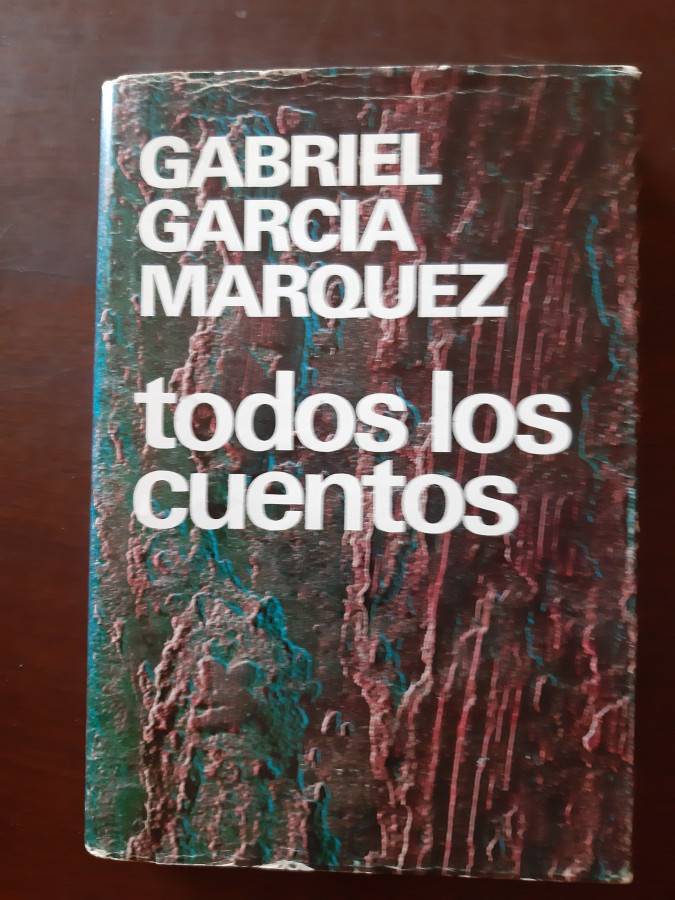 GABRIEL
GARCIA
MARQUEZ
todos los
cuentos